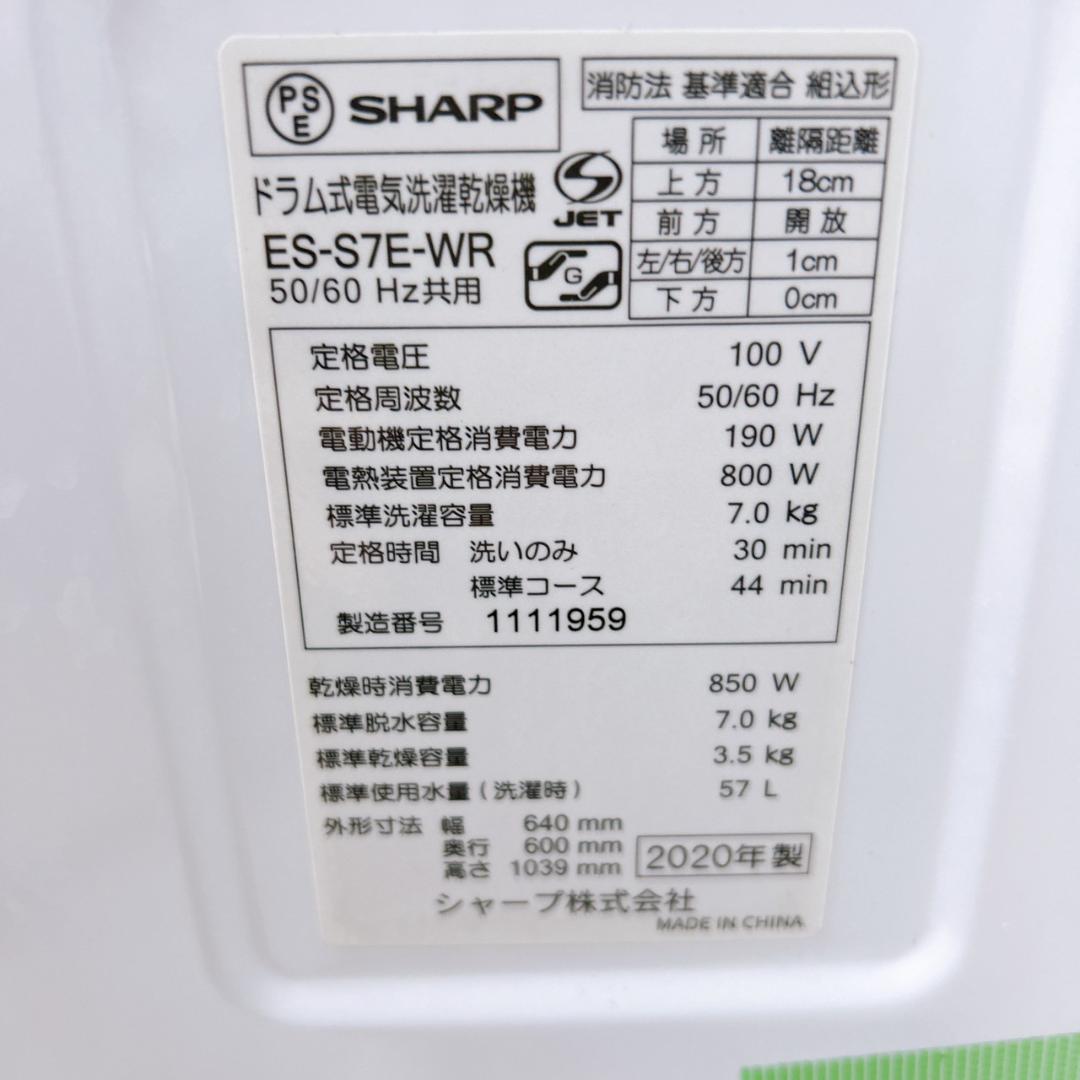 PSE SHARP
ドラム式電気洗濯乾燥機
JET
ES-S7E-WR
50/60 Hz共用
G
消防法 基準適合 組込形
場所 離隔距離
上方 18cm
前方 開放
左/右/後方 1cm
下方 0cm
定格電圧 100 V
定格周波数 50/60 Hz
電動機定格消費電力 190 W
電熱装置定格消費電力 800 W
標準洗濯容量 7.0 kg
定格時間 洗いのみ 30 min
標準コース 44 min
製造番号 1111959
乾燥時消費電力 850 W
標準脱水容量 7.0 kg
標準乾燥容量 3.5 kg
標準使用水量(洗濯時) 57 L
外形寸法 幅 640 mm
奥行 600 mm
高さ 1039 mm
2020年製
シャープ株式会社
MADE IN CHINA